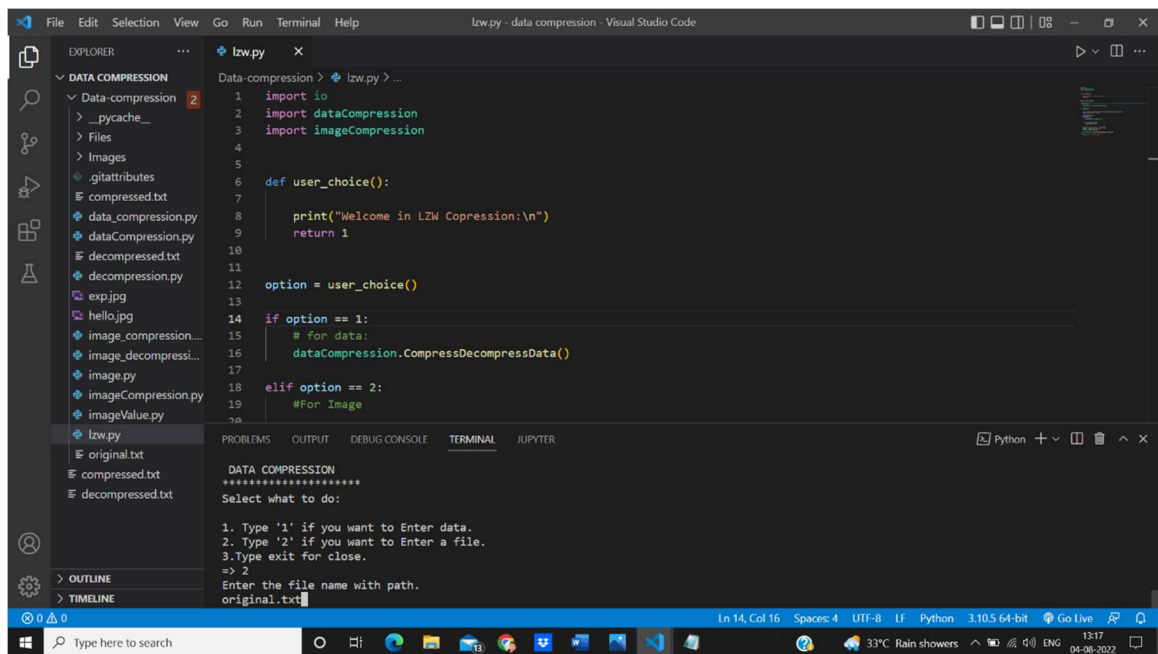 File Edit Selection View Go Run Terminal Help
lzw.py - data compression - Visual Studio Code
EXPLORER
DATA COMPRESSION
Data-compression 2
__pycache__
Files
Images
.gitattributes
compressed.txt
data_compression.py
dataCompression.py
decompressed.txt
decompression.py
exp.jpg
hello.jpg
image_compression....
image_decompressi...
image.py
imageCompression.py
imageValue.py
lzw.py
original.txt
compressed.txt
decompressed.txt
OUTLINE
TIMELINE
lzw.py
Data-compression > lzw.py > ...
1 import io
2 import dataCompression
3 import imageCompression
4
5
6 def user_choice():
7
8 print("Welcome in LZW Copression:\n")
9 return 1
10
11
12 option = user_choice()
13
14 if option == 1:
15 # for data:
16 dataCompression.CompressDecompressData()
17
18 elif option == 2:
19 #For Image
20
PROBLEMS OUTPUT DEBUG CONSOLE TERMINAL JUPYTER
Python
DATA COMPRESSION
*********************
Select what to do:
1. Type '1' if you want to Enter data.
2. Type '2' if you want to Enter a file.
3.Type exit for close.
=> 2
Enter the file name with path.
original.txt
0 0 Ln 14, Col 16 Spaces: 4 UTF-8 LF Python 3.10.5 64-bit Go Live
Type here to search
13
33°C Rain showers ENG
13:17
04-08-2022